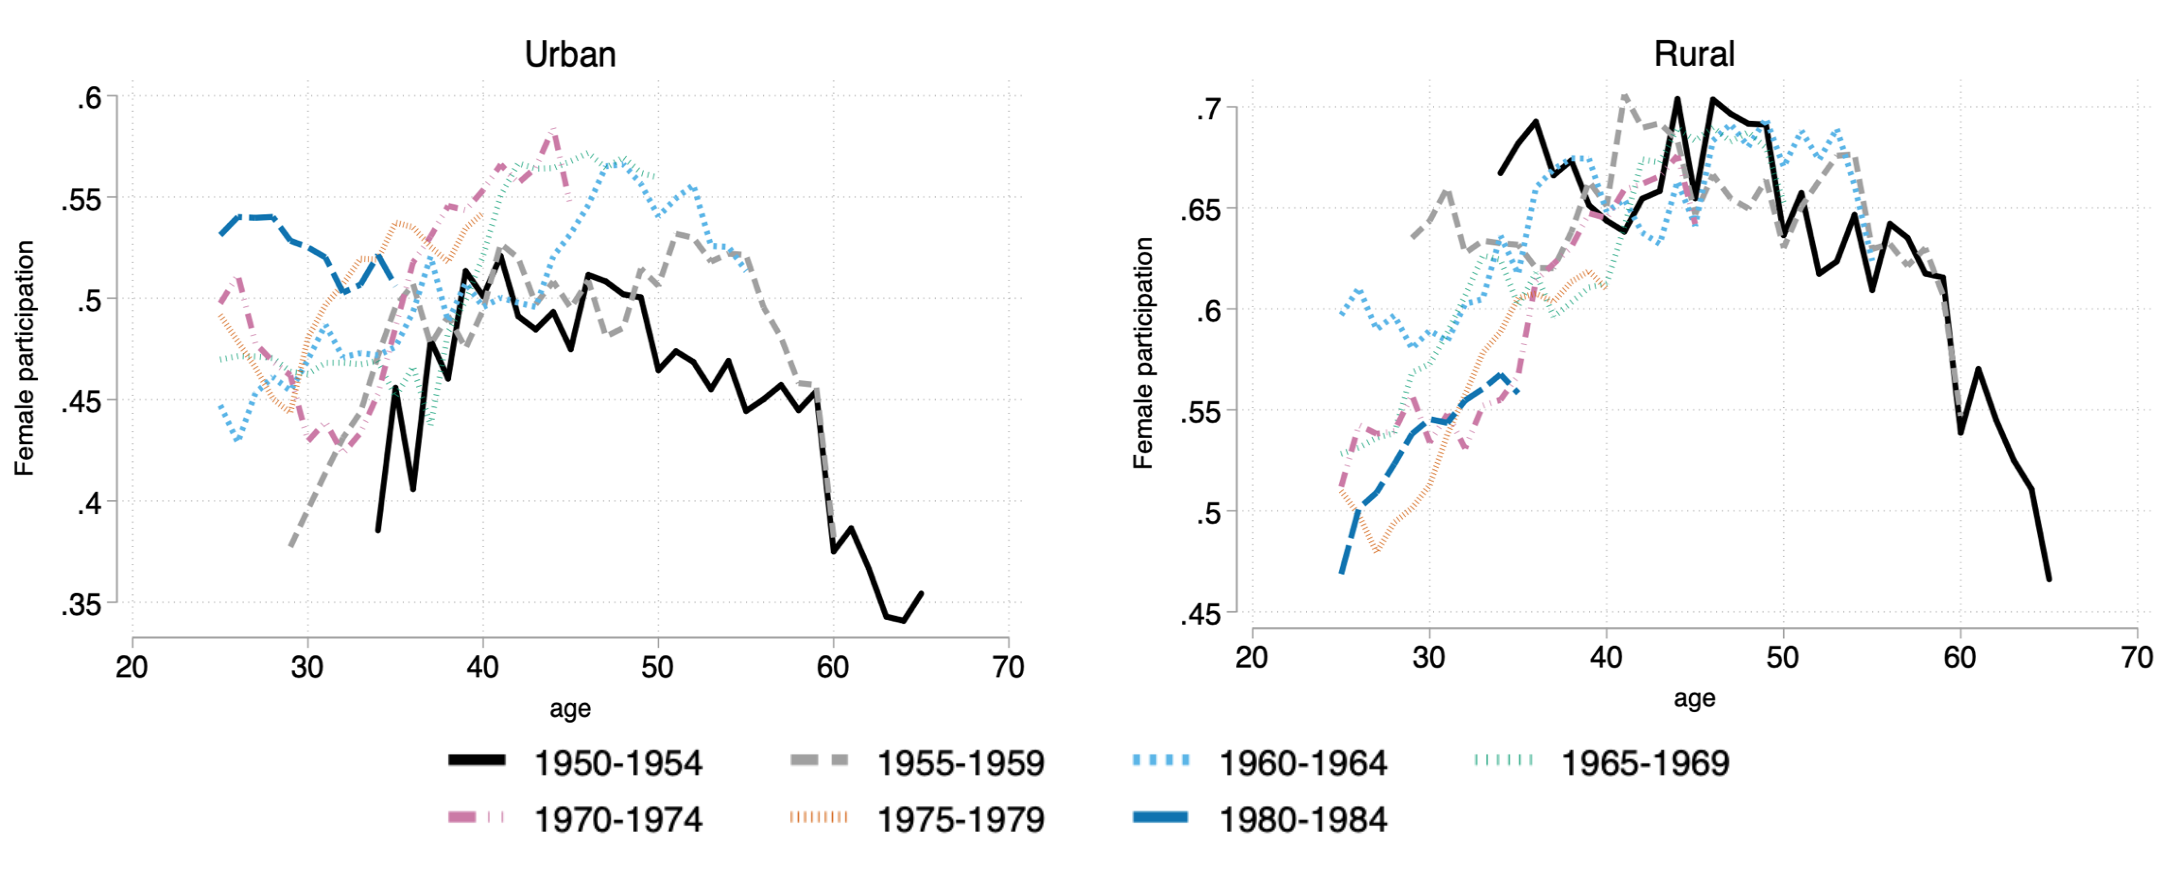 Urban
Female participation
.6
.55
.5
.45
.4
.35
20 30 40 50 60 70
age
Rural
Female participation
.7
.65
.6
.55
.5
.45
20 30 40 50 60 70
age
1950-1954 1955-1959 1960-1964 1965-1969
1970-1974 1975-1979 1980-1984